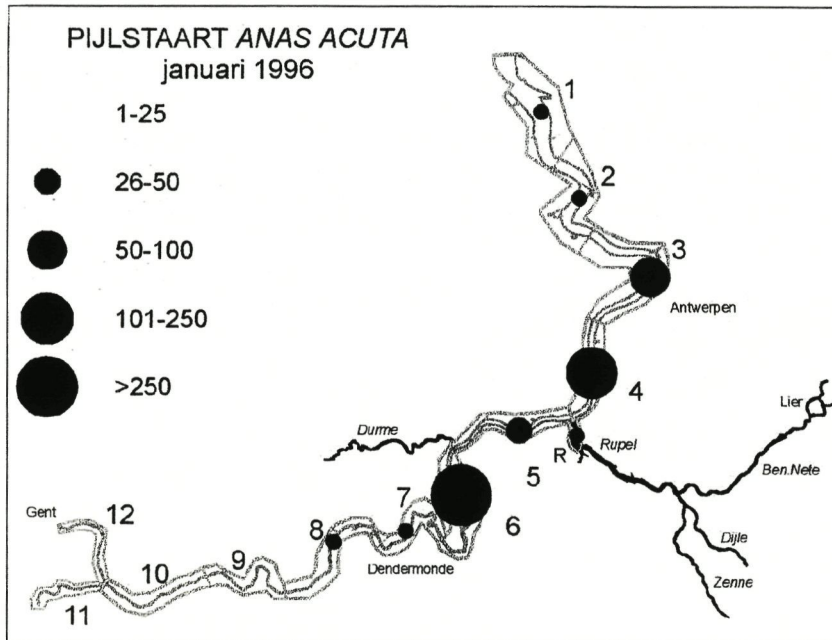 PIJLSTAART ANAS ACUTA
januari 1996
1-25
26-50
50-100
101-250
>250
1
2
3
Antwerpen
4
Lier
Durme
R
Rupel
5
Ben.Nete
6
7
Gent
12
8
Dendermonde
Dijle
9
10
Zenne
11